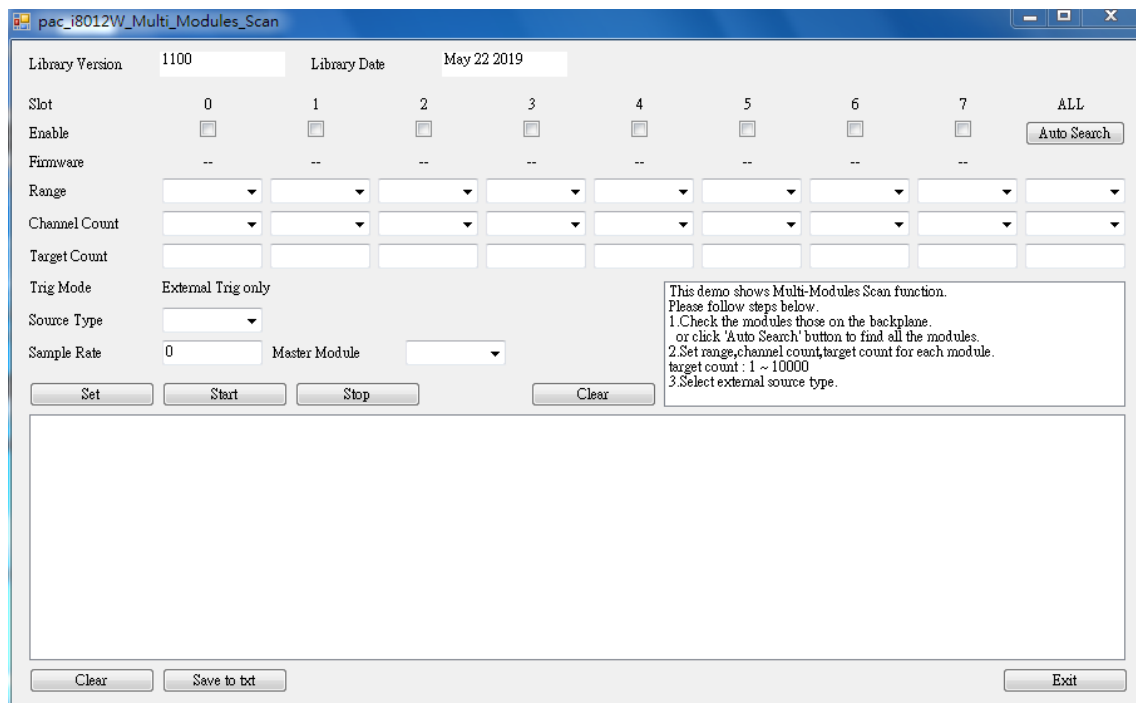 pac_i8012W_Multi_Modules_Scan
Library Version 1100 Library Date May 22 2019
Slot 0 1 2 3 4 5 6 7 ALL
Enable Auto Search
Firmware -- -- -- -- -- -- -- --
Range
Channel Count
Target Count
Trig Mode External Trig only
Source Type
Sample Rate 0 Master Module
This demo shows Multi-Modules Scan function.
Please follow steps below.
1.Check the modules those on the backplane.
or click 'Auto Search' button to find all the modules.
2.Set range,channel count,target count for each module.
target count : 1 ~ 10000
3.Select external source type.
Set Start Stop Clear
Clear Save to txt Exit